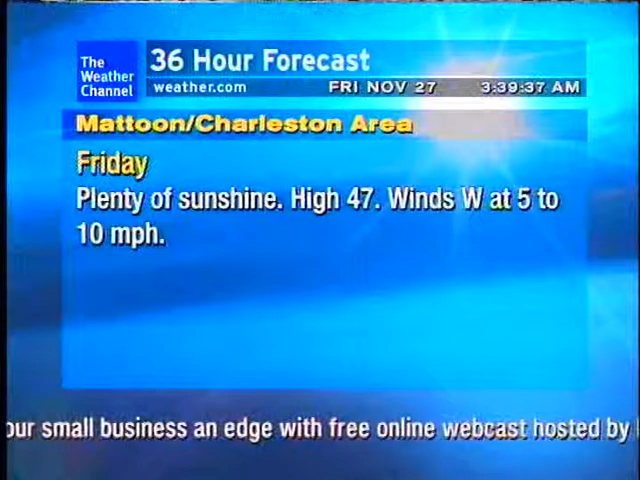 The
Weather
Channel
36 Hour Forecast
weather.com FRI NOV 27 3:39:37 AM
Mattoon/Charleston Area
Friday
Plenty of sunshine. High 47. Winds W at 5 to
10 mph.
our small business an edge with free online webcast hosted by